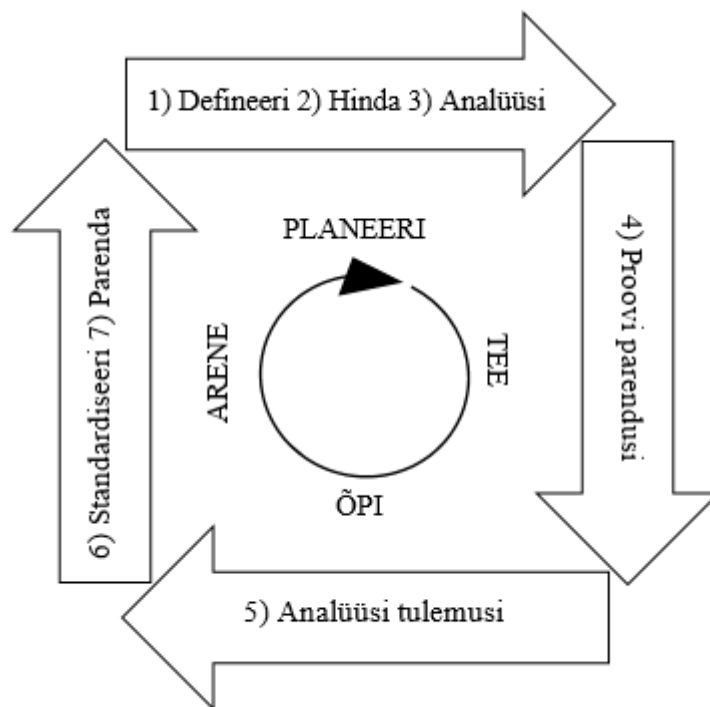 1) Defineeri 2) Hinda 3) Analüüsi
4) Proovi parendusi
5) Analüüsi tulemusi
6) Standardiseeri 7) Parenda
PLANEERI
TEE
ÕPI
ARENE